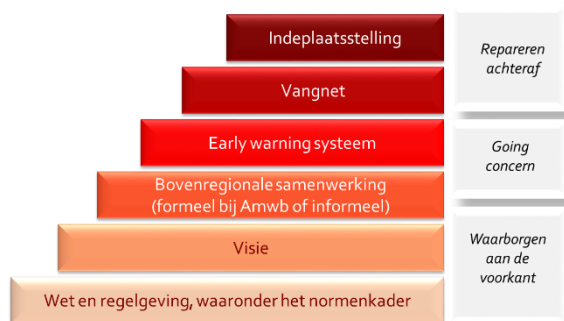 Indeplaatsstelling
Vangnet
Early warning systeem
Bovenregionale samenwerking
(formeel bij Amwb of informeel)
Visie
Wet en regelgeving, waaronder het normenkader
Repareren
achteraf
Going
concern
Waarborgen
aan de
voorkant